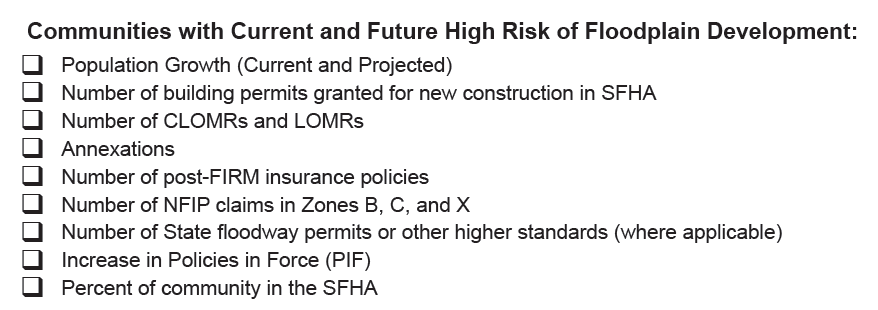 Communities with Current and Future High Risk of Floodplain Development:
❑ Population Growth (Current and Projected)
❑ Number of building permits granted for new construction in SFHA
❑ Number of CLOMRs and LOMRs
❑ Annexations
❑ Number of post-FIRM insurance policies
❑ Number of NFIP claims in Zones B, C, and X
❑ Number of State floodway permits or other higher standards (where applicable)
❑ Increase in Policies in Force (PIF)
❑ Percent of community in the SFHA